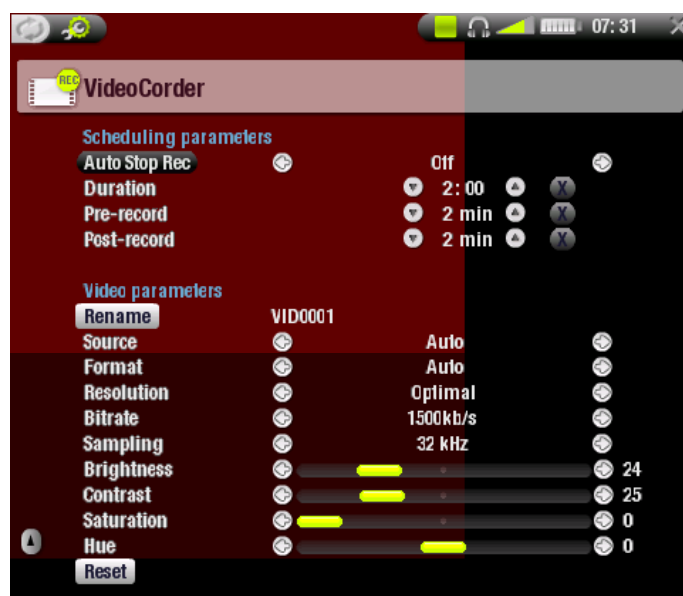 07: 31
REC VideoCorder
Scheduling parameters
Auto Stop Rec Off
Duration 2: 00 X
Pre-record 2 min X
Post-record 2 min
Video parameters
Rename VID0001
Source Auto
Format Auto
Resolution Optimal
Bitrate 1500kb/s
Sampling 32 kHz
Brightness 24
Contrast 25
Saturation 0
Hue 0
Reset